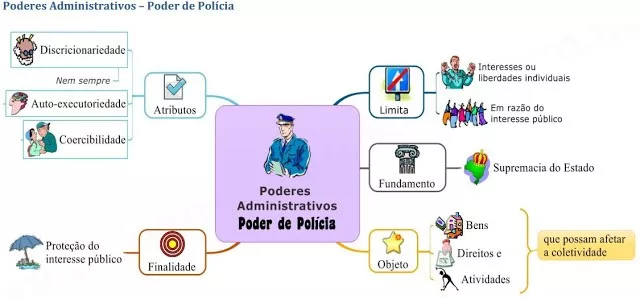 Poderes Administrativos – Poder de Polícia
Discricionariedade
Nem sempre
Auto-executoriedade
Coercibilidade
Atributos
Proteção do
interesse público
Finalidade
Poderes
Administrativos
Poder de Polícia
Limita
Interesses ou
liberdades individuais
Em razão do
interesse público
Fundamento
Supremacia do Estado
Objeto
Bens
Direitos e
Atividades
que possam afetar
a coletividade